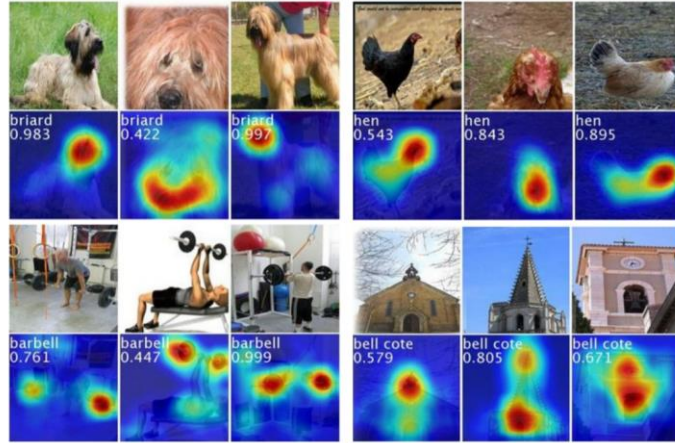 briard
0.983
briard
0.422
briard
0.997
hen
0.543
hen
0.843
hen
0.895
barbell
0.761
barbell
0.447
barbell
0.999
bell cote
0.579
bell cote
0.805
bell cote
0.671